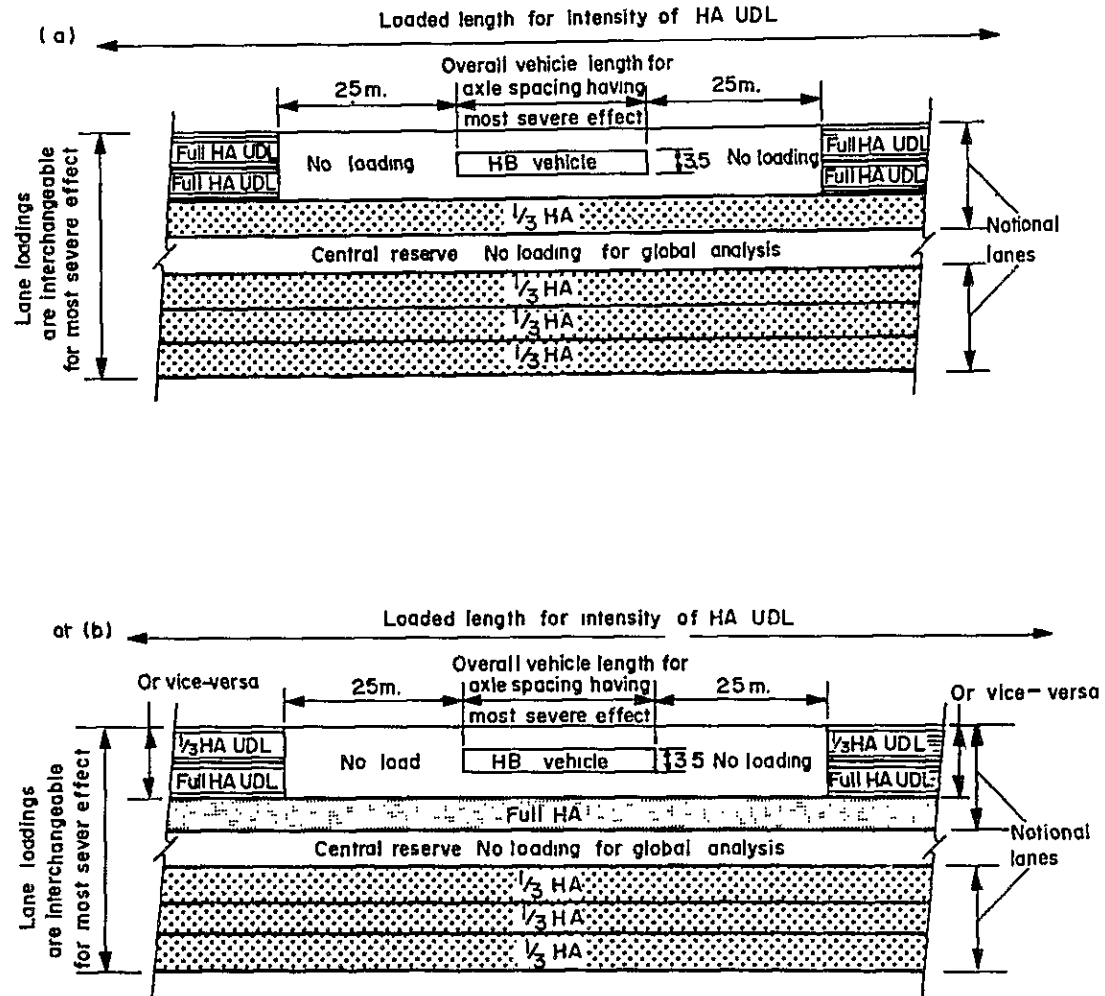 (a)
Loaded length for intensity of HA UDL
Overall vehicle length for
axle spacing having
most severe effect
25m.
25m.
Full HA UDL
Full HA UDL
No loading
HB vehicle
3.5
No loading
Full HA UDL
Full HA UDL
1/3 HA
Central reserve No loading for global analysis
1/3 HA
1/3 HA
1/3 HA
Lane loadings
are interchangeable
for most severe effect
Notional
lanes
or (b)
Loaded length for intensity of HA UDL
Or vice-versa
Overall vehicle length for
axle spacing having
most severe effect
25m.
25m.
Or vice-versa
1/3 HA UDL
Full HA UDL
No load
HB vehicle
3 5
No loading
1/3 HA UDL
Full HA UDL
Full HA
Central reserve No loading for global analysis
1/3 HA
1/3 HA
1/3 HA
Lane loadings
are interchangeable
for most sever effect
Notional
lanes